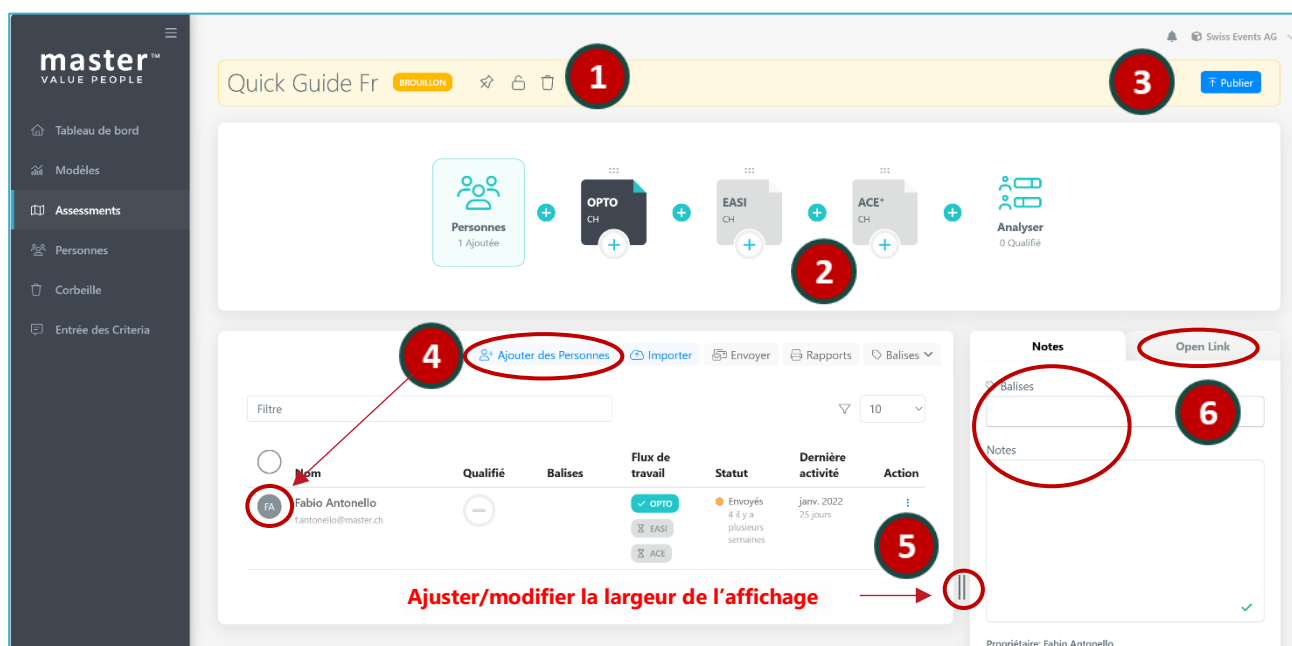 master™
VALUE PEOPLE
Tableau de bord
Modèles
Assessments
Personnes
Corbeille
Entrée des Criteria
Swiss Events AG
Quick Guide Fr
BROUILLON
1
3
Publier
Personnes
1 Ajoutée
OPTO
CH
EASI
CH
ACE+
CH
Analyser
0 Qualifié
2
4
Ajouter des Personnes
Importer
Envoyer
Rapports
Balises
Filtre
10
Nom
Qualifié
Balises
Flux de
travail
Statut
Dernière
activité
Action
FA
Fabio Antonello
f.antonello@master.ch
OPTO
EASI
ACE
Envoyés
4 il y a
plusieurs
semaines
janv. 2022
25 jours
5
Ajuster/modifier la largeur de l’affichage
Notes
Open Link
Balises
6
Notes
Propriétaire: Fabio Antonello